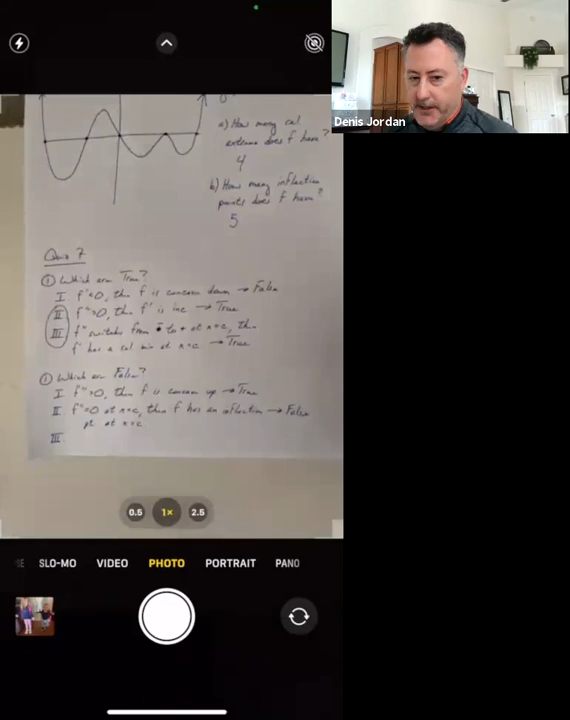 Denis Jordan
a) How many rel
extrema does f have?
4
b) How many inflection
points does f have?
5
Quiz 7
① Which are True?
I f'<0, then f is concave down → False
II f">0, then f' is inc → True
III f" switches from - to + at x=c, then
f' has a rel min at x=c → True
① Which are False?
I f">0, then f is concave up → True
II f"=0 at x=c, then f has an inflection → False
pt at x=c
III
0.5 1× 2.5
SLO-MO VIDEO PHOTO PORTRAIT PANO